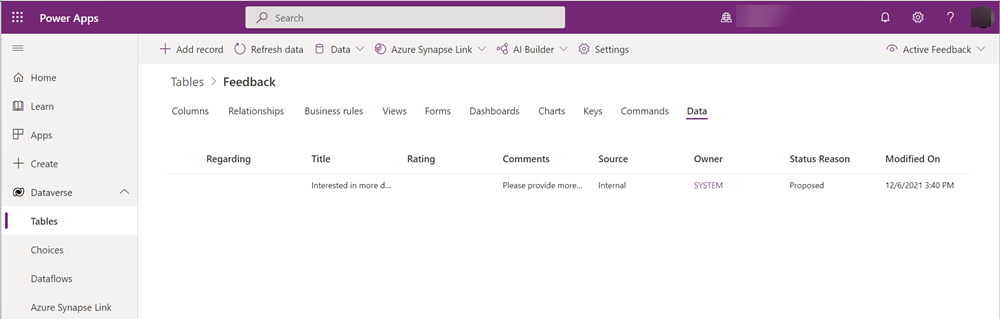 Power Apps Search
Add record Refresh data Data Azure Synapse Link AI Builder Settings Active Feedback
Home
Learn
Apps
Create
Dataverse
Tables
Choices
Dataflows
Azure Synapse Link
Tables > Feedback
Columns Relationships Business rules Views Forms Dashboards Charts Keys Commands Data
Regarding Title Rating Comments Source Owner Status Reason Modified On
Interested in more d... Please provide more... Internal SYSTEM Proposed 12/6/2021 3:40 PM